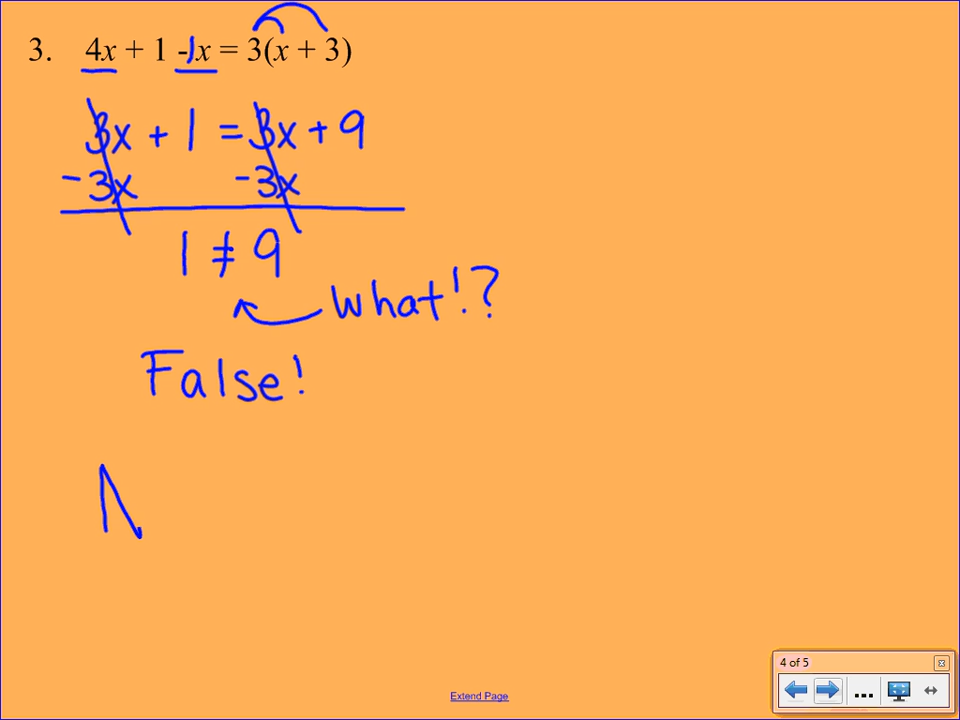 3. 4x + 1 - 1x = 3(x + 3)
3x + 1 = 3x + 9
-3x -3x
1 ≠ 9
What!?
False!
N
4 of 5
Extend Page